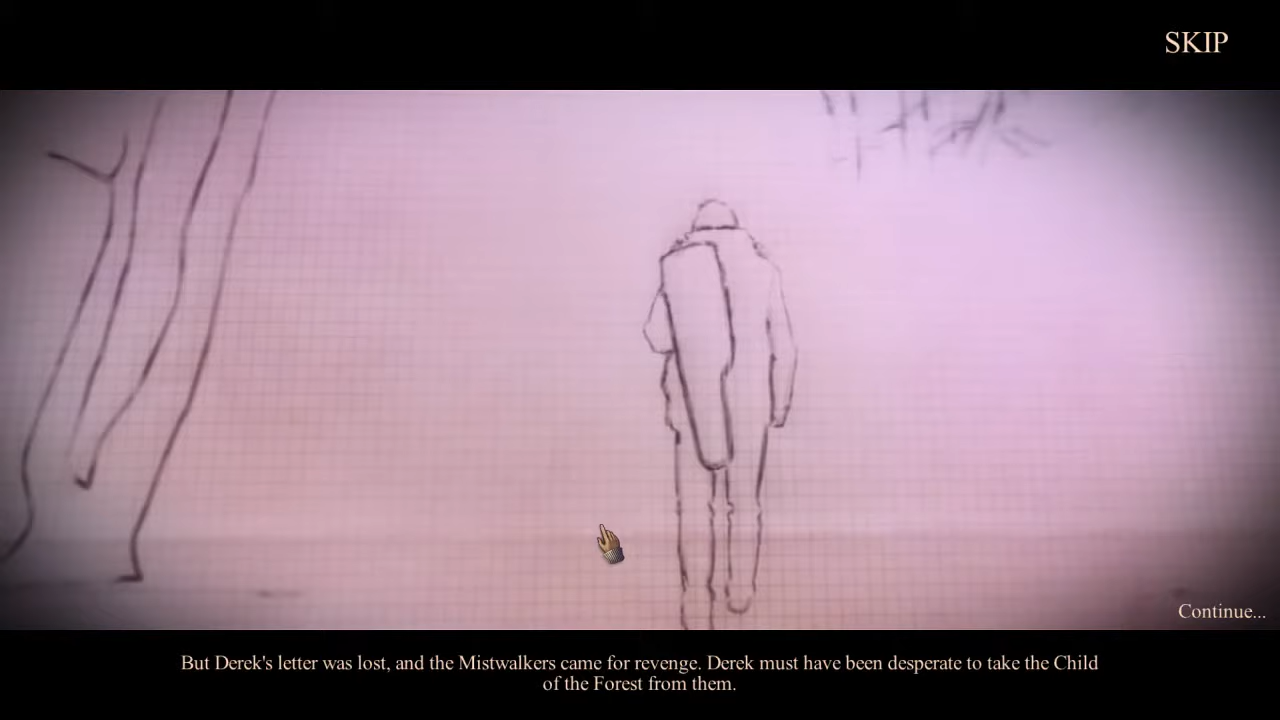 SKIP
Continue...
But Derek's letter was lost, and the Mistwalkers came for revenge. Derek must have been desperate to take the Child
of the Forest from them.